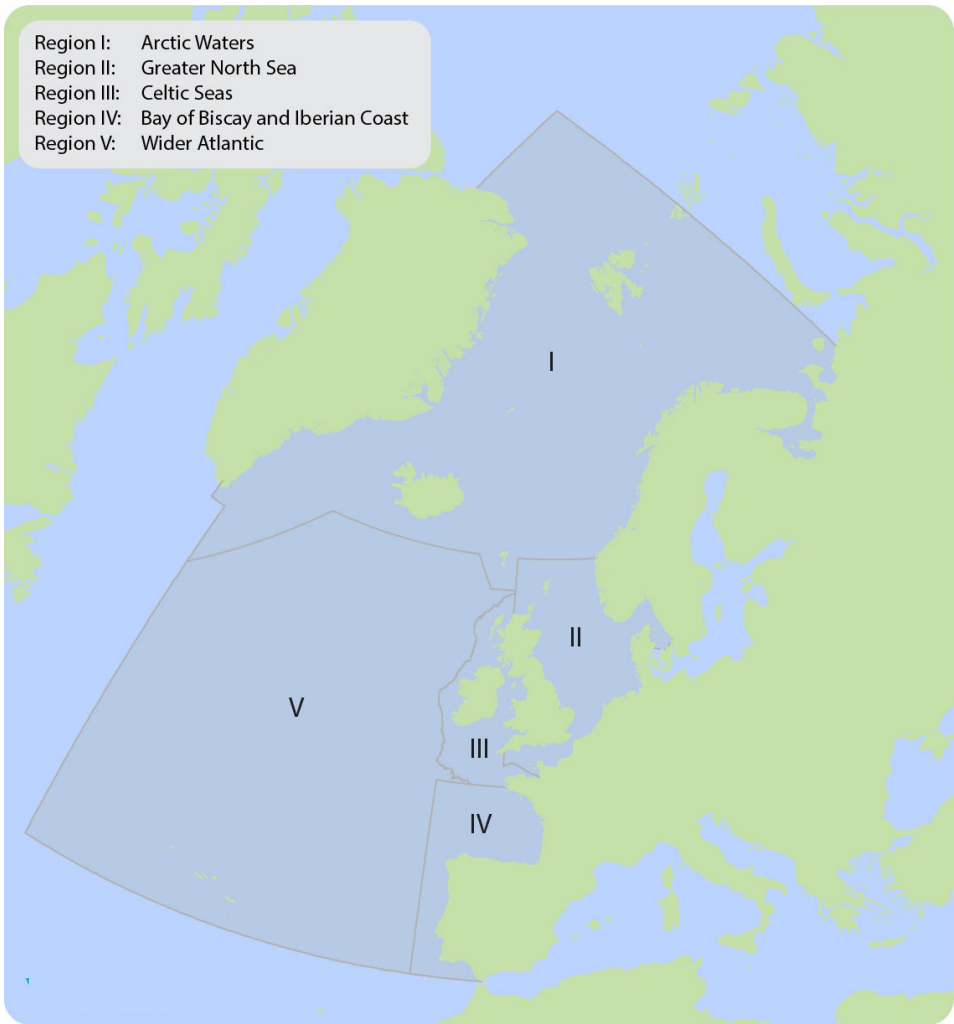 Region I: Arctic Waters
Region II: Greater North Sea
Region III: Celtic Seas
Region IV: Bay of Biscay and Iberian Coast
Region V: Wider Atlantic
I
II
V
III
IV